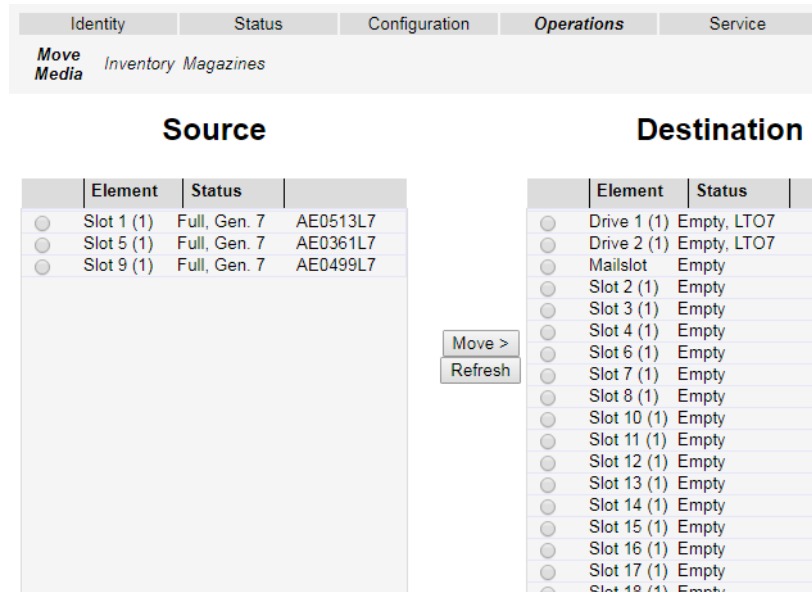 Identity Status Configuration Operations Service
Move Media Inventory Magazines
Source
Element Status
Slot 1 (1) Full, Gen. 7 AE0513L7
Slot 5 (1) Full, Gen. 7 AE0361L7
Slot 9 (1) Full, Gen. 7 AE0499L7
Move >
Refresh
Destination
Element Status
Drive 1 (1) Empty, LTO7
Drive 2 (1) Empty, LTO7
Mailslot Empty
Slot 2 (1) Empty
Slot 3 (1) Empty
Slot 4 (1) Empty
Slot 6 (1) Empty
Slot 7 (1) Empty
Slot 8 (1) Empty
Slot 10 (1) Empty
Slot 11 (1) Empty
Slot 12 (1) Empty
Slot 13 (1) Empty
Slot 14 (1) Empty
Slot 15 (1) Empty
Slot 16 (1) Empty
Slot 17 (1) Empty
Slot 18 (1) Empty